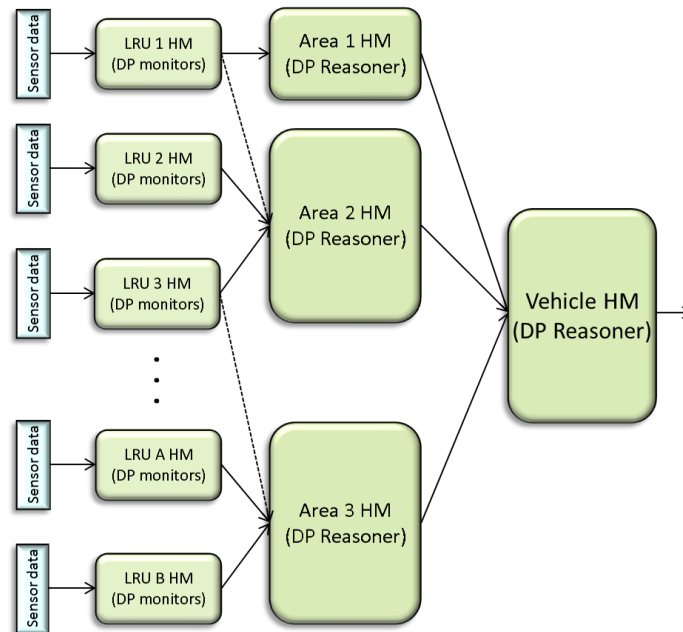 Sensor data
LRU 1 HM
(DP monitors)
Area 1 HM
(DP Reasoner)
Sensor data
LRU 2 HM
(DP monitors)
Area 2 HM
(DP Reasoner)
Sensor data
LRU 3 HM
(DP monitors)
Vehicle HM
(DP Reasoner)
Sensor data
LRU A HM
(DP monitors)
Area 3 HM
(DP Reasoner)
Sensor data
LRU B HM
(DP monitors)